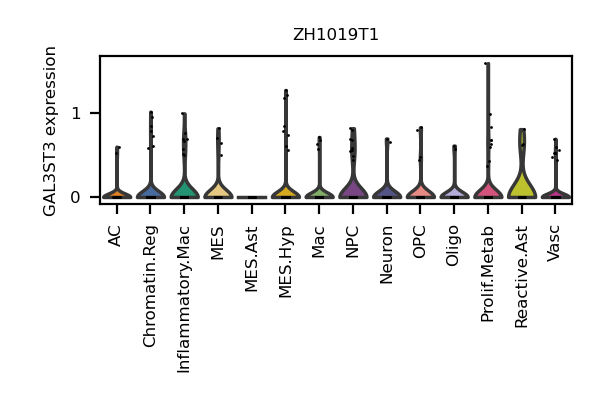 ZH1019T1
GAL3ST3 expression
1
0
AC
Chromatin.Reg
Inflammatory.Mac
MES
MES.Ast
MES.Hyp
Mac
NPC
Neuron
OPC
Oligo
Prolif.Metab
Reactive.Ast
Vasc